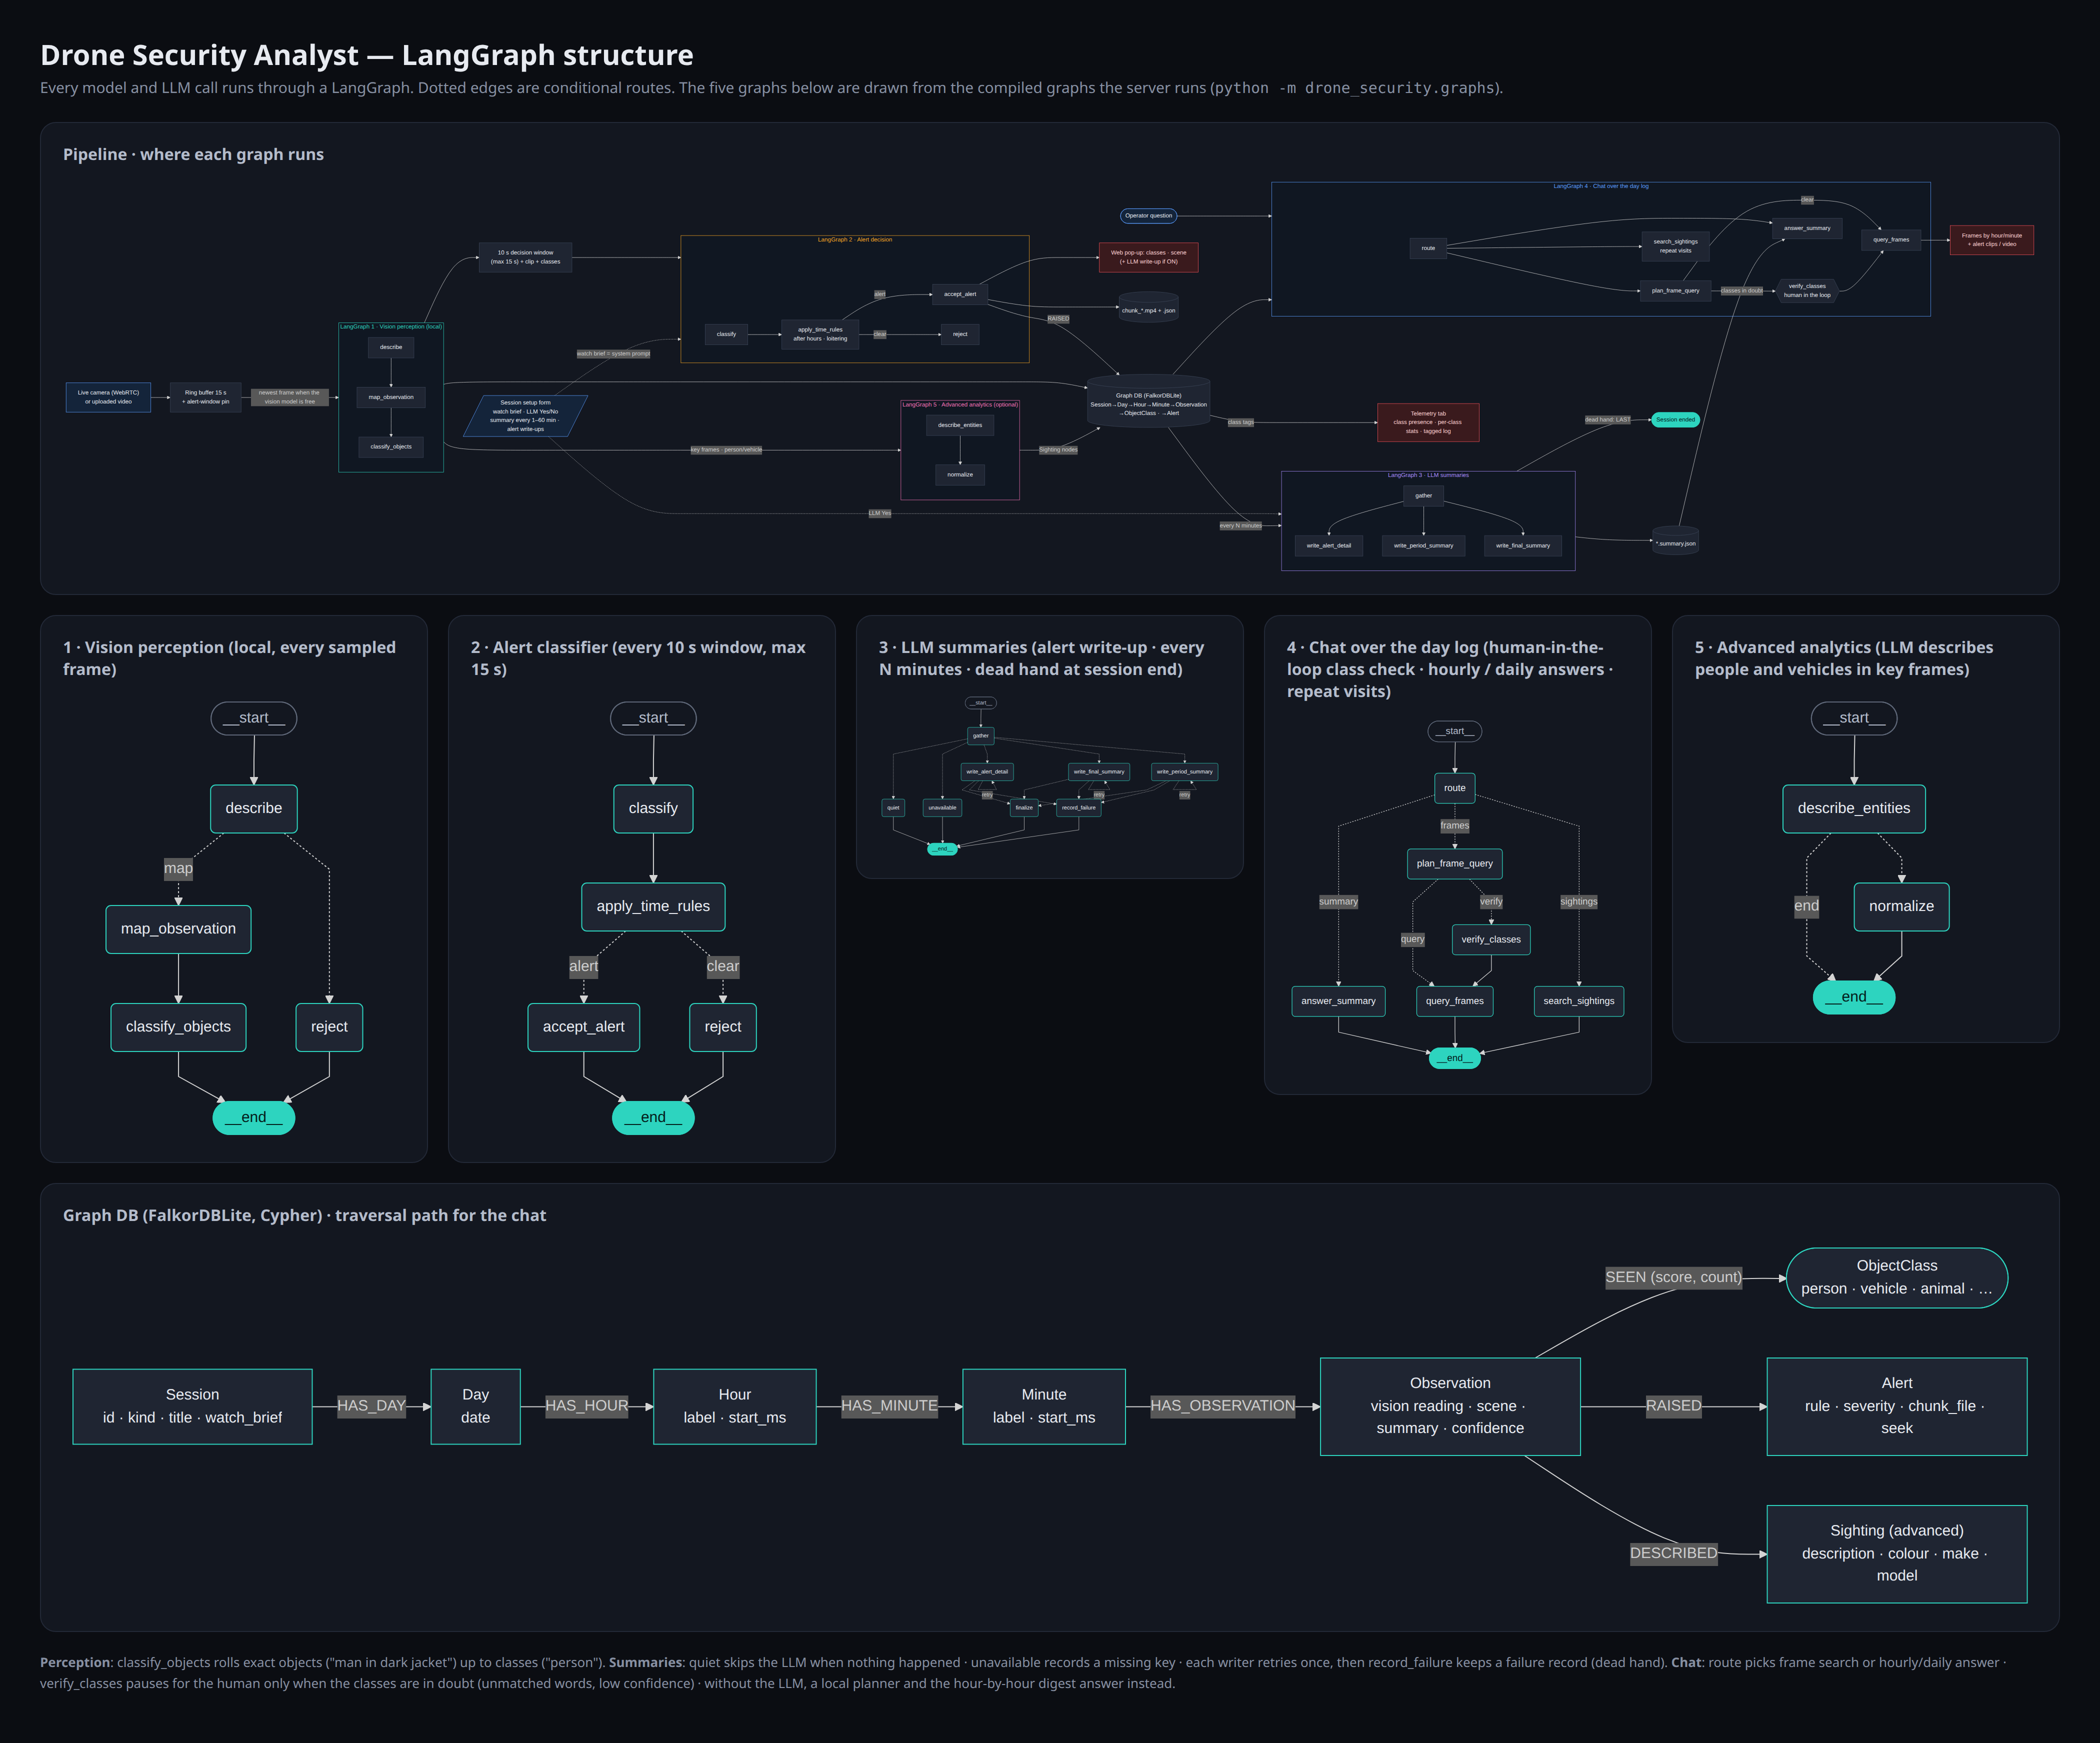 Drone Security Analyst — LangGraph structure
Every model and LLM call runs through a LangGraph. Dotted edges are conditional routes. The five graphs below are drawn from the compiled graphs the server runs (python -m drone_security.graphs).
Pipeline · where each graph runs
Live camera (WebRTC)
or uploaded video
Ring buffer 15 s
+ alert-window pin
newest frame when the
vision model is free
LangGraph 1 · Vision perception (local)
describe
map_observation
classify_objects
10 s decision window
(max 15 s) + clip + classes
watch brief = system prompt
Session setup form
watch brief · LLM Yes/No
summary every 1–60 min ·
alert write-ups
LangGraph 2 · Alert decision
classify
apply_time_rules
after hours · loitering
alert
clear
accept_alert
reject
key frames · person/vehicle
LLM Yes
LangGraph 5 · Advanced analytics (optional)
describe_entities
normalize
sighting nodes
Operator question
Web pop-up: classes · scene
(+ LLM write-up if ON)
chunk_*.mp4 + .json
RAISED
Graph DB (FalkorDBLite)
Session→Day→Hour→Minute→Observation
→ObjectClass · →Alert
class tags
every N minutes
LangGraph 4 · Chat over the day log
route
search_sightings
repeat visits
plan_frame_query
classes in doubt
clear
answer_summary
verify_classes
human in the loop
query_frames
Frames by hour/minute
+ alert clips / video
Telemetry tab
class presence · per-class
stats · tagged log
dead hand: LAST
Session ended
LangGraph 3 · LLM summaries
gather
write_alert_detail
write_period_summary
write_final_summary
*.summary.json
1 · Vision perception (local, every sampled
frame)
__start__
describe
map
map_observation
classify_objects
reject
__end__
2 · Alert classifier (every 10 s window, max
15 s)
__start__
classify
apply_time_rules
alert
clear
accept_alert
reject
__end__
3 · LLM summaries (alert write-up · every
N minutes · dead hand at session end)
__start__
gather
write_alert_detail
write_final_summary
write_period_summary
retry
retry
retry
quiet
unavailable
finalize
record_failure
__end__
4 · Chat over the day log (human-in-the-
loop class check · hourly / daily answers ·
repeat visits)
__start__
route
frames
plan_frame_query
summary
verify
sightings
query
verify_classes
answer_summary
query_frames
search_sightings
__end__
5 · Advanced analytics (LLM describes
people and vehicles in key frames)
__start__
describe_entities
end
normalize
__end__
Graph DB (FalkorDBLite, Cypher) · traversal path for the chat
Session
id · kind · title · watch_brief
HAS_DAY
Day
date
HAS_HOUR
Hour
label · start_ms
HAS_MINUTE
Minute
label · start_ms
HAS_OBSERVATION
Observation
vision reading · scene ·
summary · confidence
SEEN (score, count)
ObjectClass
person · vehicle · animal · …
RAISED
Alert
rule · severity · chunk_file ·
seek
DESCRIBED
Sighting (advanced)
description · colour · make ·
model
Perception: classify_objects rolls exact objects ("man in dark jacket") up to classes ("person"). Summaries: quiet skips the LLM when nothing happened · unavailable records a missing key · each writer retries once, then record_failure keeps a failure record (dead hand). Chat: route picks frame search or hourly/daily answer ·
verify_classes pauses for the human only when the classes are in doubt (unmatched words, low confidence) · without the LLM, a local planner and the hour-by-hour digest answer instead.